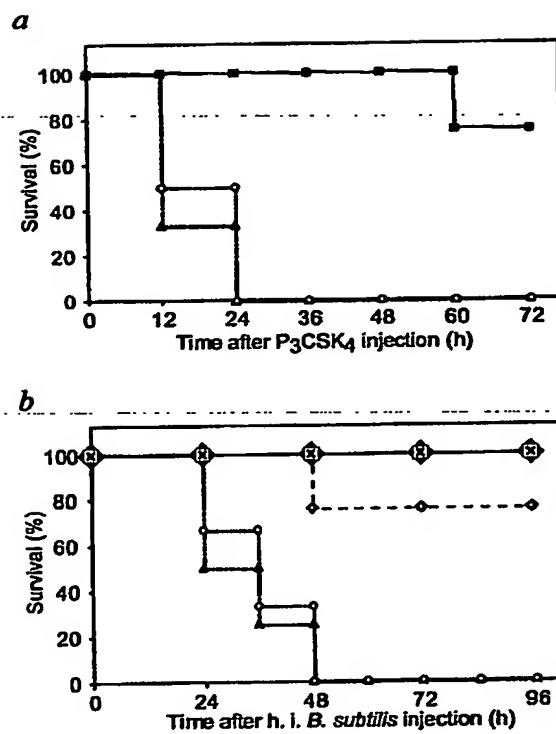 a
100
80
60
40
20
0
Survival (%)
0 12 24 36 48 60 72
Time after P₃CSK₄ injection (h)
b
100
80
60
40
20
0
Survival (%)
0 24 48 72 96
Time after h. i. B. subtilis injection (h)